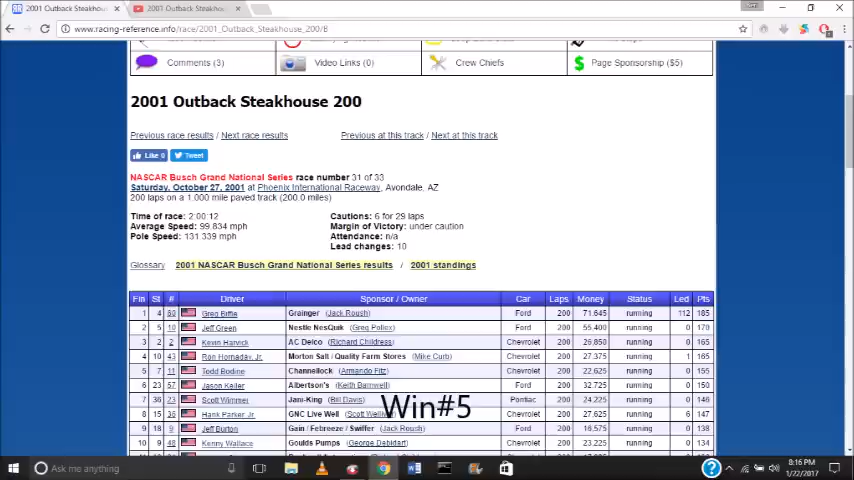 2001 Outback Steakhouse
2001 Outback Steakhous
www.racing-reference.info/race/2001_Outback_Steakhouse_200/B
Comments (3) Video Links (0) Crew Chiefs Page Sponsorship ($5)
2001 Outback Steakhouse 200
Previous race results / Next race results Previous at this track / Next at this track
Like 0 Tweet
NASCAR Busch Grand National Series race number 31 of 33
Saturday, October 27, 2001 at Phoenix International Raceway, Avondale, AZ
200 laps on a 1.000 mile paved track (200.0 miles)
Time of race: 2:00:12 Cautions: 6 for 29 laps
Average Speed: 99.834 mph Margin of Victory: under caution
Pole Speed: 131.339 mph Attendance: n/a
Lead changes: 10
Glossary 2001 NASCAR Busch Grand National Series results / 2001 standings
Fin St # Driver Sponsor / Owner Car Laps Money Status Led Pts
1 4 60 Greg Biffle Grainger (Jack Roush) Ford 200 71,645 running 112 185
2 5 10 Jeff Green Nestle NesQuik (Greg Pollex) Ford 200 55,400 running 0 170
3 2 2 Kevin Harvick AC Delco (Richard Childress) Chevrolet 200 26,850 running 0 165
4 10 43 Ron Hornaday, Jr. Morton Salt / Quality Farm Stores (Mike Curb) Chevrolet 200 27,375 running 1 165
5 7 11 Todd Bodine Channellock (Armando Fitz) Chevrolet 200 22,625 running 0 155
6 23 57 Jason Keller Albertson's (Keith Barnwell) Ford 200 32,725 running 0 150
7 36 23 Scott Wimmer Jani-King (Bill Davis) Pontiac 200 24,225 running 0 146
8 15 36 Hank Parker Jr. GNC Live Well (Scott Chevrolet 200 27,625 running 6 147
9 18 9 Jeff Burton Gain / Febreeze / Swiffer (Jack Roush) Ford 200 16,575 running 0 138
10 9 48 Kenny Wallace Goulds Pumps (George Debidart) Chevrolet 200 23,225 running 0 134
Win#5
Ask me anything
8:16 PM
1/22/2017